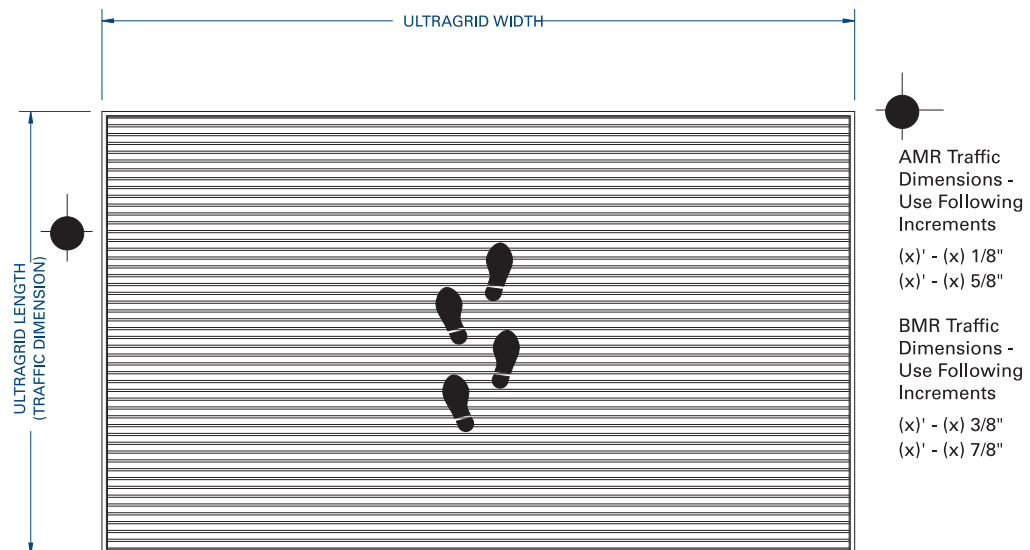 ULTRAGRID WIDTH
ULTRAGRID LENGTH
(TRAFFIC DIMENSION)
AMR Traffic
Dimensions -
Use Following
Increments
(x)' - (x) 1/8"
(x)' - (x) 5/8"
BMR Traffic
Dimensions -
Use Following
Increments
(x)' - (x) 3/8"
(x)' - (x) 7/8"